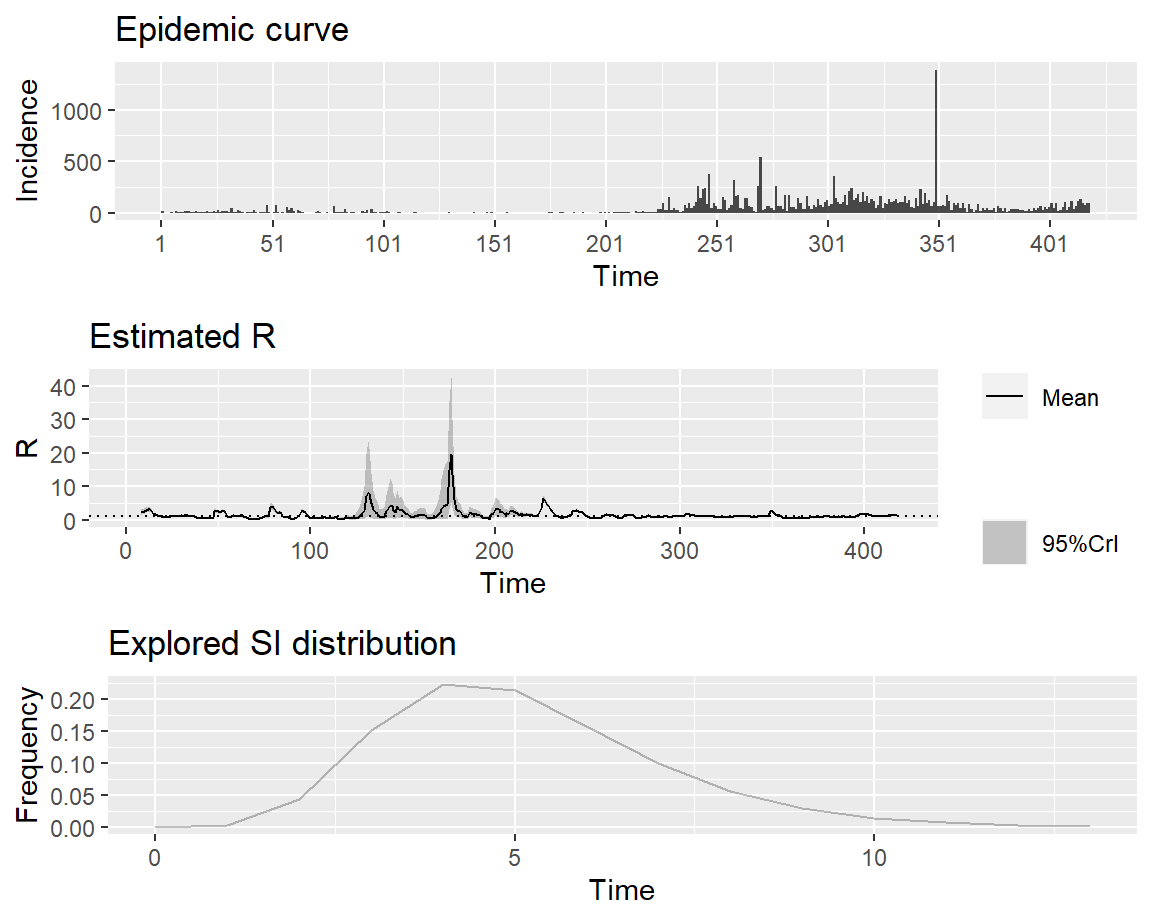 Epidemic curve
Incidence
1000
500
0
1 51 101 151 201 251 301 351 401
Time
Estimated R
R
40
30
20
10
0
0 100 200 300 400
Time
Mean
95%CrI
Explored SI distribution
Frequency
0.20
0.15
0.10
0.05
0.00
0 5 10
Time